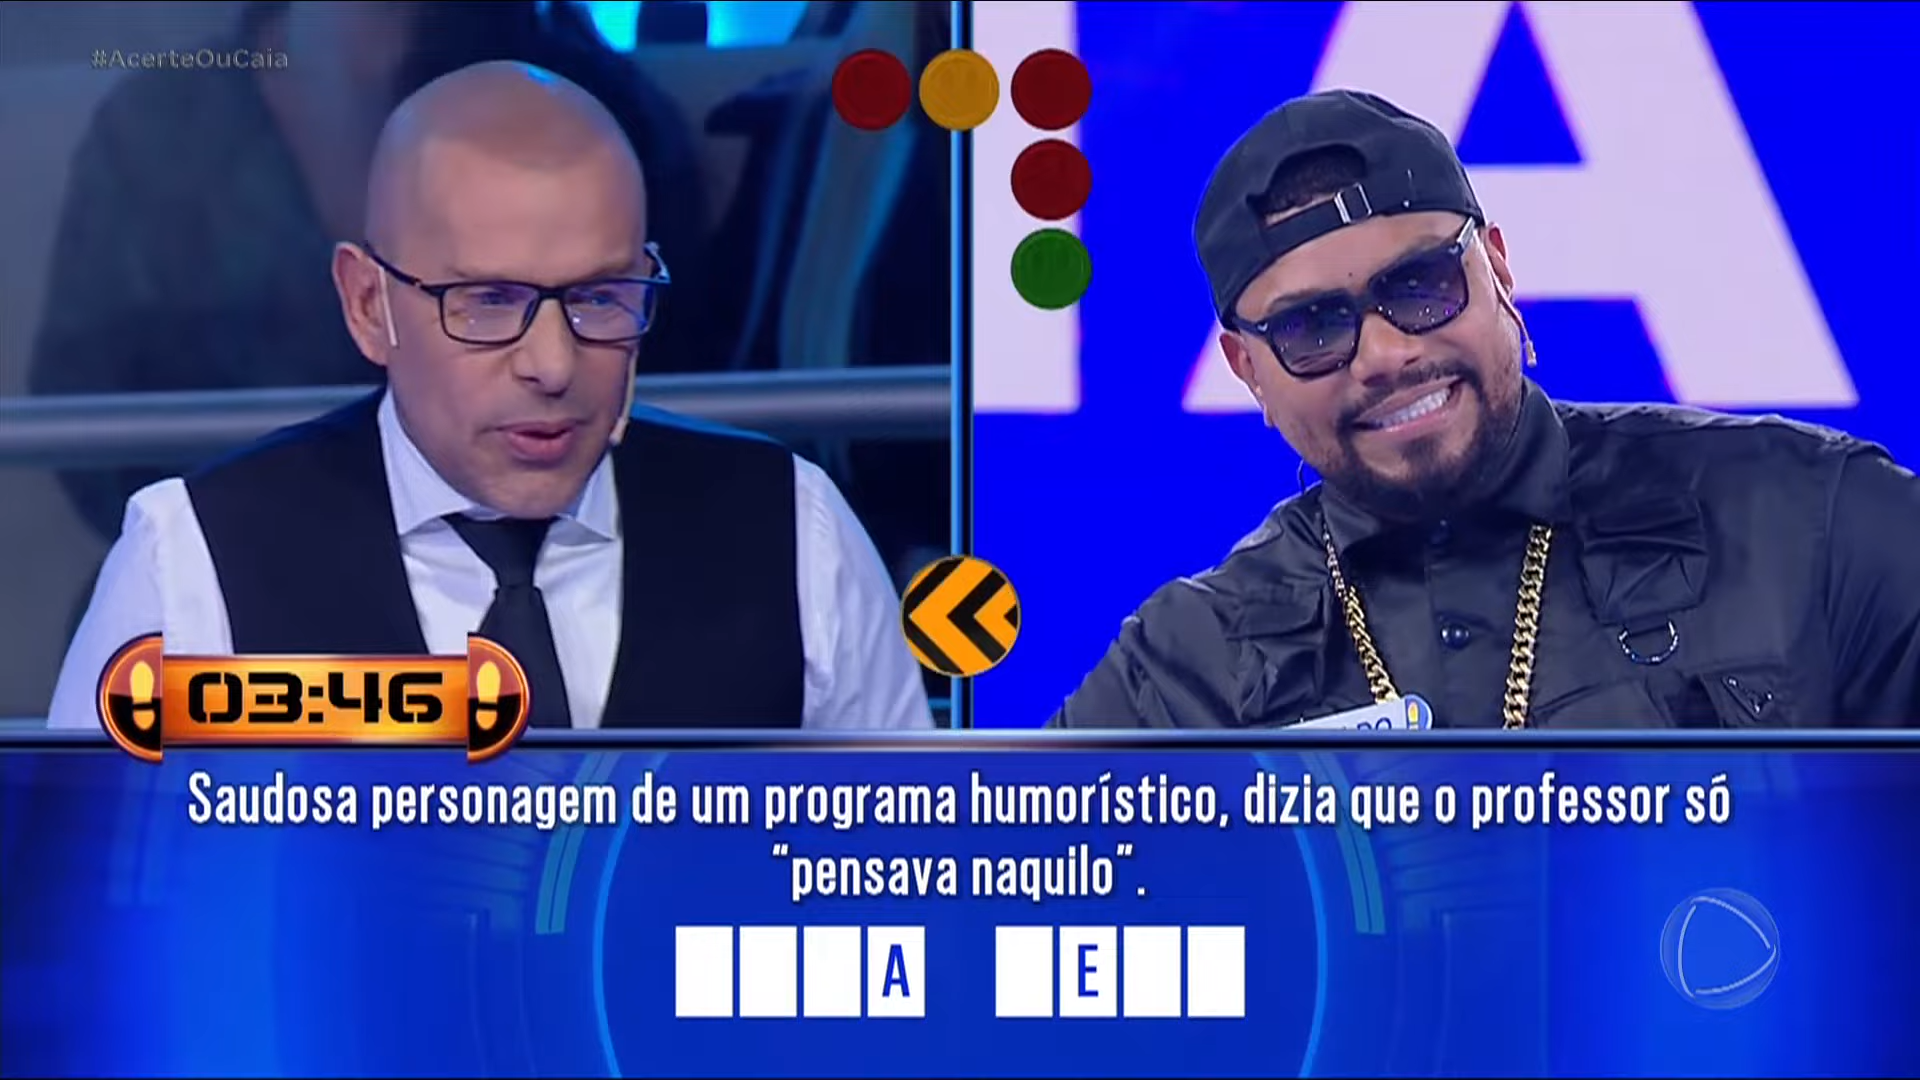 #AcerteOuCaia
A
03:46
Saudosa personagem de um programa humorístico, dizia que o professor só
"pensava naquilo".
A E